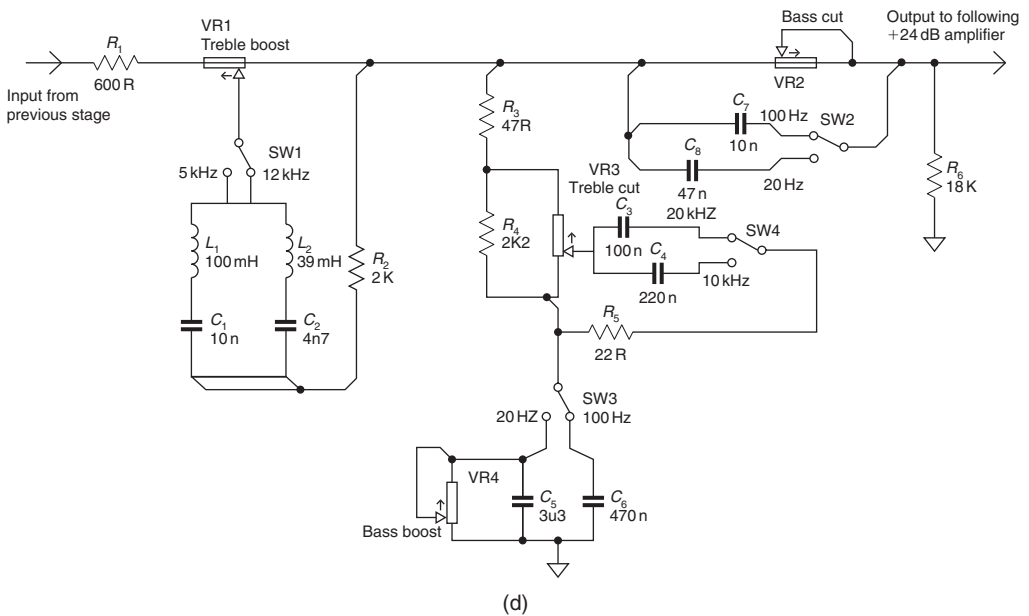 VR1
Treble boost
R1
600 R
Input from
previous stage
Bass cut
VR2
Output to following
+24 dB amplifier
R3
47R
C7
100 Hz
10 n
SW2
C8
47 n
20 Hz
R6
18 K
SW1
5 kHz
12 kHz
VR3
Treble cut
C3
20 kHZ
100 n
SW4
C4
10 kHz
220 n
R4
2K2
L1
100 mH
L2
39 mH
R2
2 K
C1
10 n
C2
4n7
R5
22 R
SW3
20 HZ
100 Hz
VR4
Bass boost
C5
3u3
C6
470 n
(d)